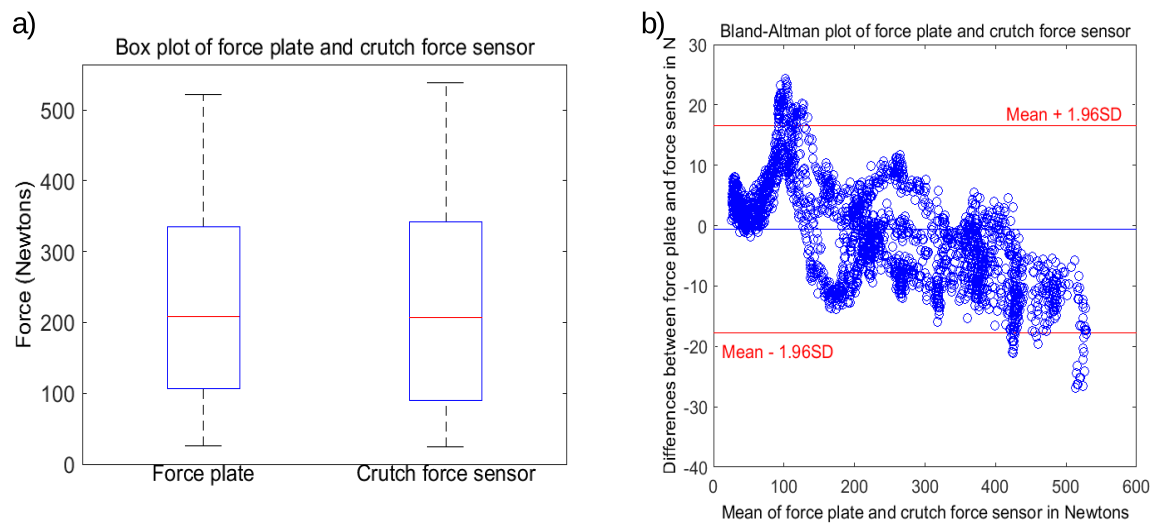 a)
Box plot of force plate and crutch force sensor
Force (Newtons)
500
400
300
200
100
0
Force plate
Crutch force sensor
b)
Bland-Altman plot of force plate and crutch force sensor
Differences between force plate and force sensor in N
30
20
10
0
-10
-20
-30
-40
Mean + 1.96SD
Mean - 1.96SD
0 100 200 300 400 500 600
Mean of force plate and crutch force sensor in Newtons